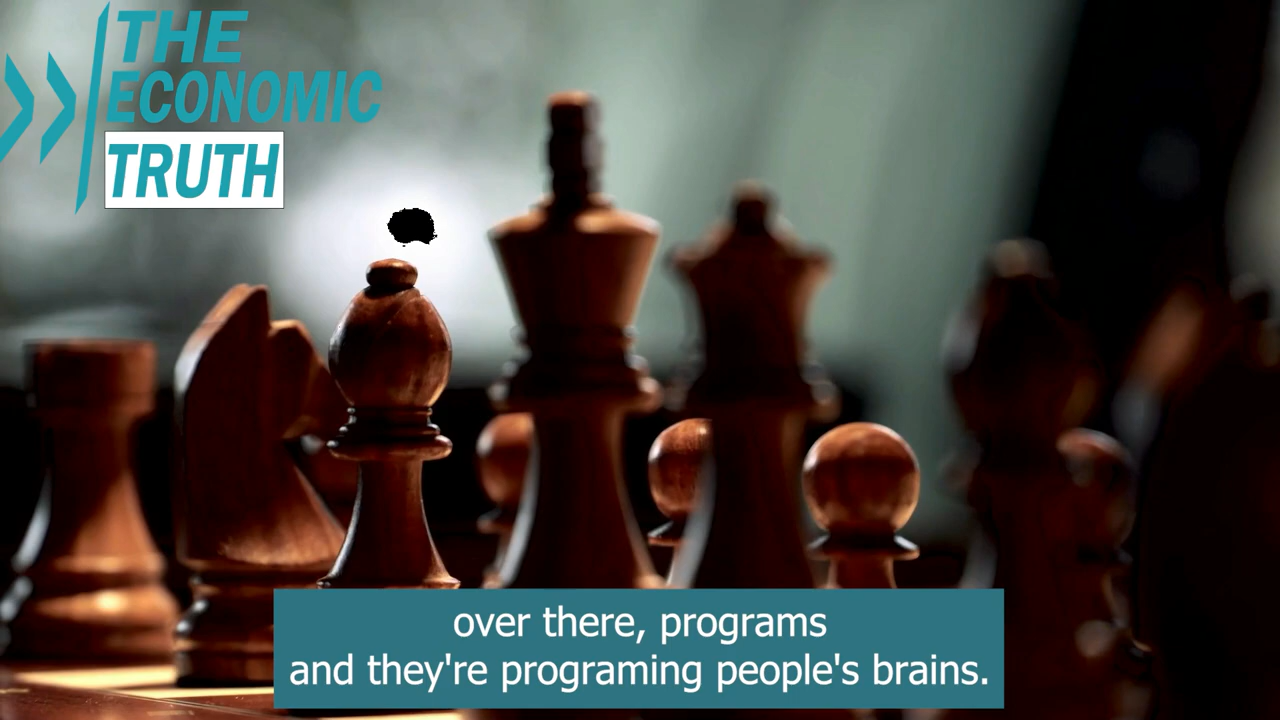 THE
ECONOMIC
TRUTH
over there, programs
and they're programing people's brains.